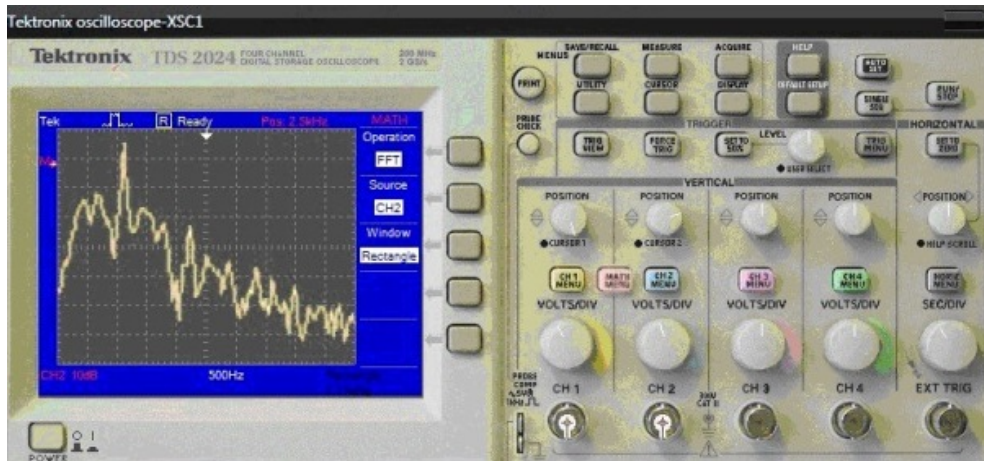 Tektronix oscilloscope-XSC1
Tektronix TDS 2024 FOUR CHANNEL DIGITAL STORAGE OSCILLOSCOPE 200 MHz 2 GS/s
Tek R Ready Pos: 2.5kHz MATH
Operation
FFT
Source
CH2
Window
Rectangle
CH2 10dB 500Hz
POWER
MENUS SAVE/RECALL MEASURE ACQUIRE HELP AUTO SET
PRINT UTILITY CURSOR DISPLAY DEFAULT SETUP SINGLE SEQ RUN/STOP
PROBE CHECK
TRIGGER HORIZONTAL
TRIG VIEW FORCE TRIG SET TO 50% LEVEL TRIG MENU SET TO ZERO
USER SELECT
VERTICAL
POSITION POSITION POSITION POSITION POSITION
CURSOR 1 CURSOR 2 HELP SCROLL
CH 1 MENU MATH MENU CH 2 MENU CH 3 MENU CH 4 MENU HORIZ MENU
VOLTS/DIV VOLTS/DIV VOLTS/DIV VOLTS/DIV SEC/DIV
PROBE COMP
CH 1 CH 2 CH 3 CH 4 EXT TRIG